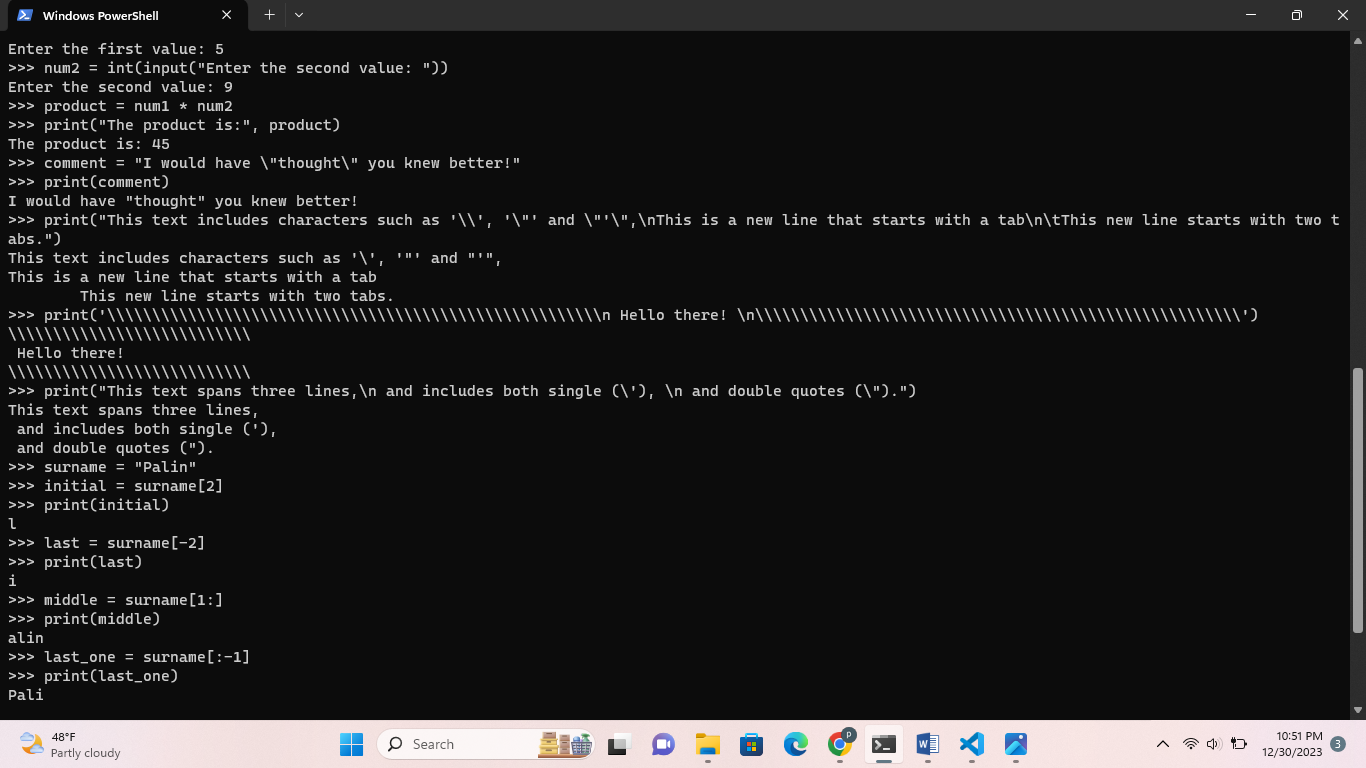 Windows PowerShell
Enter the first value: 5
>>> num2 = int(input("Enter the second value: "))
Enter the second value: 9
>>> product = num1 * num2
>>> print("The product is:", product)
The product is: 45
>>> comment = "I would have \"thought\" you knew better!"
>>> print(comment)
I would have "thought" you knew better!
>>> print("This text includes characters such as '\\', '\"' and \"'\",\nThis is a new line that starts with a tab\n\tThis new line starts with two t
abs.")
This text includes characters such as '\', '"' and "'",
This is a new line that starts with a tab
        This new line starts with two tabs.
>>> print('\\\\\\\\\\\\\\\\\\\\\\\\\\\\\\\\\\\\\\\\\\\\\\\\\\\\\\\n Hello there! \n\\\\\\\\\\\\\\\\\\\\\\\\\\\\\\\\\\\\\\\\\\\\\\\\\\\\\\')
\\\\\\\\\\\\\\\\\\\\\\\\\\\
 Hello there!
\\\\\\\\\\\\\\\\\\\\\\\\\\\
>>> print("This text spans three lines,\n and includes both single (\'), \n and double quotes (\").")
This text spans three lines,
 and includes both single ('),
 and double quotes (").
>>> surname = "Palin"
>>> initial = surname[2]
>>> print(initial)
l
>>> last = surname[-2]
>>> print(last)
i
>>> middle = surname[1:]
>>> print(middle)
alin
>>> last_one = surname[:-1]
>>> print(last_one)
Pali
48°F
Partly cloudy
Search
P
W
10:51 PM
12/30/2023
3